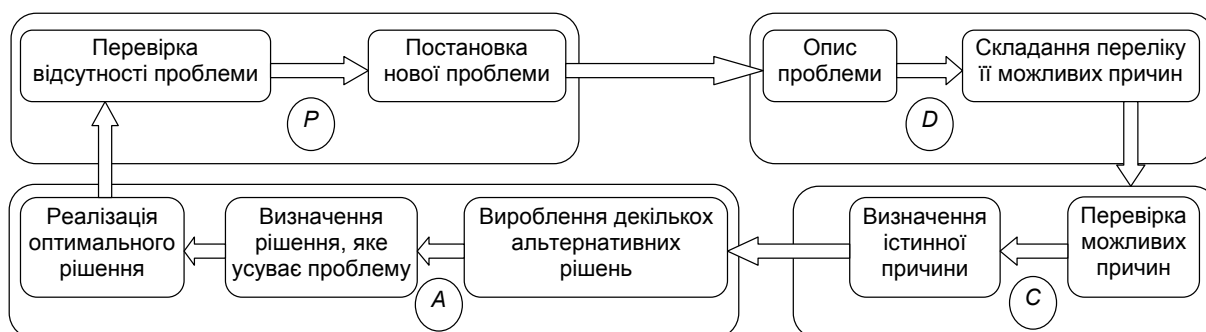 Перевірка
відсутності проблеми
Постановка
нової проблеми
P
Опис
проблеми
Складання переліку
її можливих причин
D
Перевірка
можливих
причин
Визначення
істинної
причини
C
Вироблення декількох
альтернативних
рішень
Визначення
рішення, яке
усуває проблему
A
Реалізація
оптимального
рішення